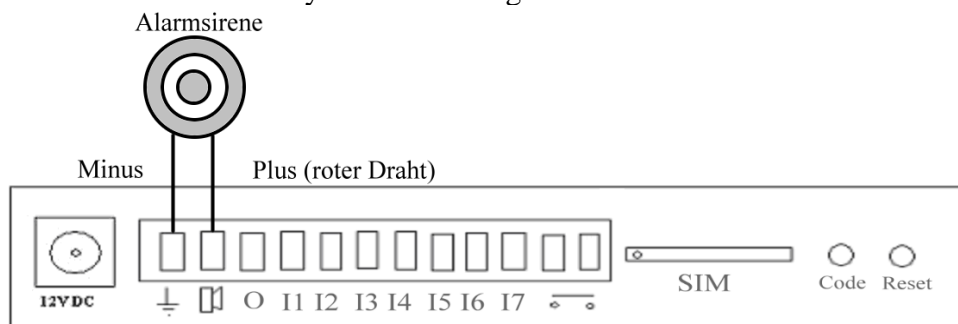 Alarmsirene
Minus Plus (roter Draht)
12VDC O I1 I2 I3 I4 I5 I6 I7 SIM Code Reset